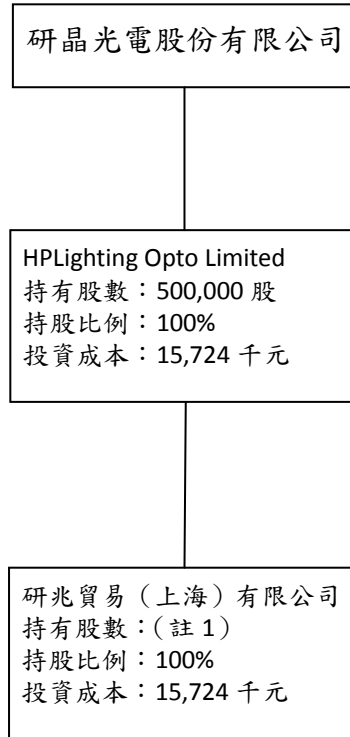 研晶光電股份有限公司
HPLighting Opto Limited
持有股數：500,000 股
持股比例：100%
投資成本：15,724 千元
研兆貿易（上海）有限公司
持有股數：（註 1）
持股比例：100%
投資成本：15,724 千元